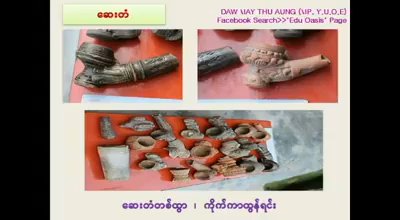 ဆေးတံ
DAW MAY THU AUNG (VP, Y.U.O.E)
Facebook Search>>"Edu Oasis" Page
ဆေးတံတစ်ထွာ ၊ ကိုက်ကာထွန်ရင်း